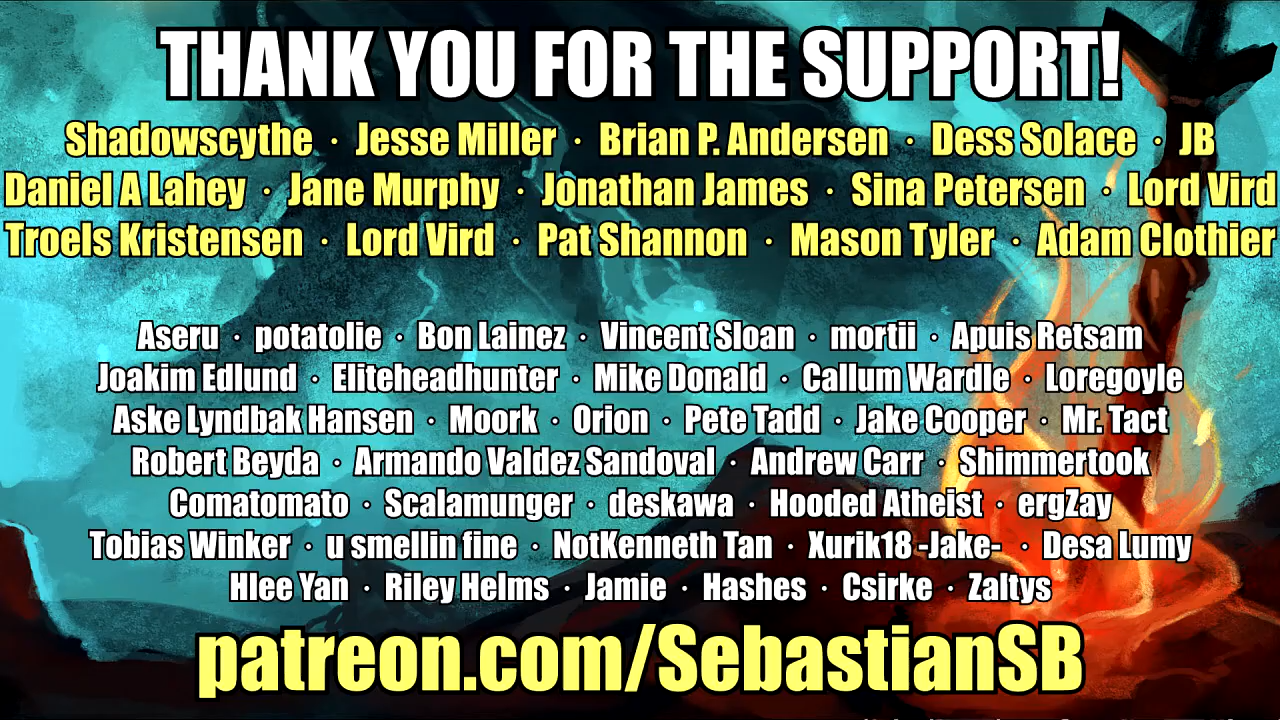 THANK YOU FOR THE SUPPORT!
Shadowscythe · Jesse Miller · Brian P. Andersen · Dess Solace · JB
Daniel A Lahey · Jane Murphy · Jonathan James · Sina Petersen · Lord Vird
Troels Kristensen · Lord Vird · Pat Shannon · Mason Tyler · Adam Clothier
Aseru · potatolie · Bon Lainez · Vincent Sloan · mortii · Apuis Retsam
Joakim Edlund · Eliteheadhunter · Mike Donald · Callum Wardle · Loregoyle
Aske Lyndbak Hansen · Moork · Orion · Pete Tadd · Jake Cooper · Mr. Tact
Robert Beyda · Armando Valdez Sandoval · Andrew Carr · Shimmertook
Comatomato · Scalamunger · deskawa · Hooded Atheist · ergZay
Tobias Winker · u smellin fine · NotKenneth Tan · Xurik18 -Jake- · Desa Lumy
Hlee Yan · Riley Helms · Jamie · Hashes · Csirke · Zaltys
patreon.com/SebastianSB